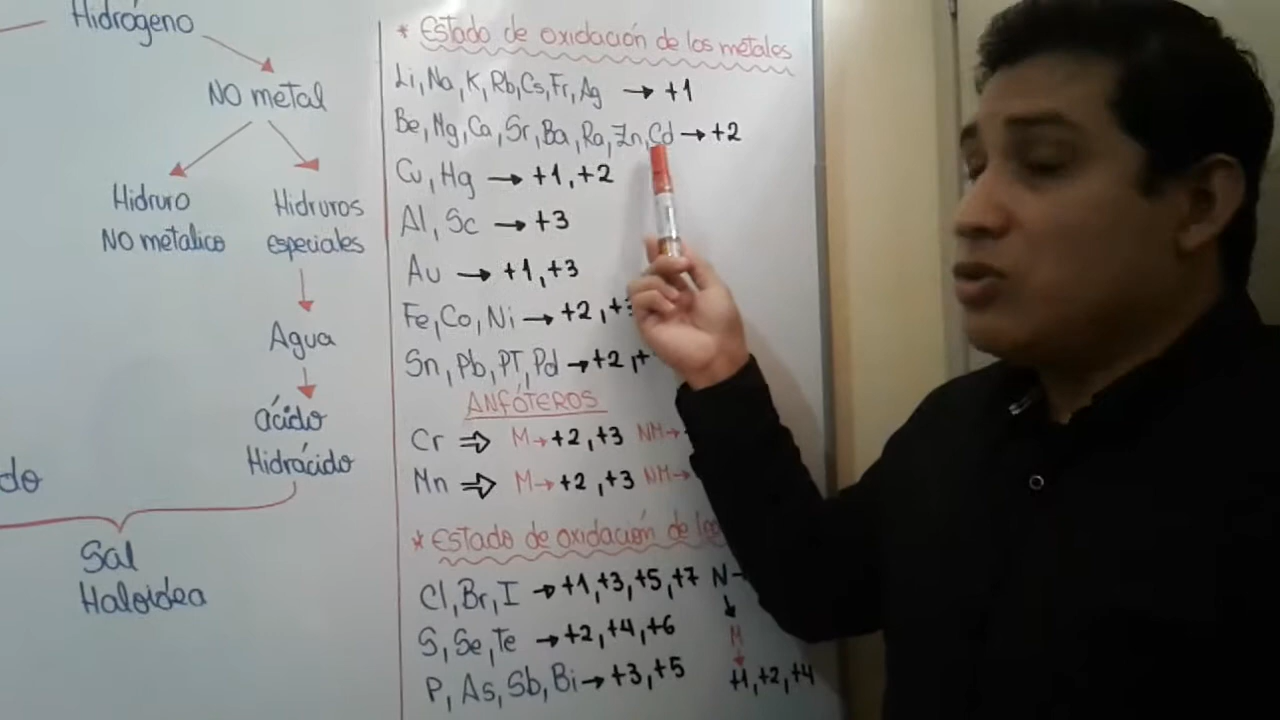 Hidrógeno
NO metal
Hidruro
NO metalico
Hidruros
especiales
Agua
ácido
Hidrácido
do
Sal
Haloidea
* Estado de oxidación de los metales
Li, Na, K, Rb, Cs, Fr, Ag → +1
Be, Mg, Ca, Sr, Ba, Ra, Zn, Cd → +2
Cu, Hg → +1, +2
Al, Sc → +3
Au → +1, +3
Fe, Co, Ni → +2, +3
Sn, Pb, PT, Pd → +2, +
ANFÓTEROS
Cr ⇒ M→ +2, +3 NM→
Mn ⇒ M→ +2, +3 NM→
* Estado de oxidación de los
Cl, Br, I → +1, +3, +5, +7 N→
S, Se, Te → +2, +4, +6
M
P, As, Sb, Bi → +3, +5
+1, +2, +4